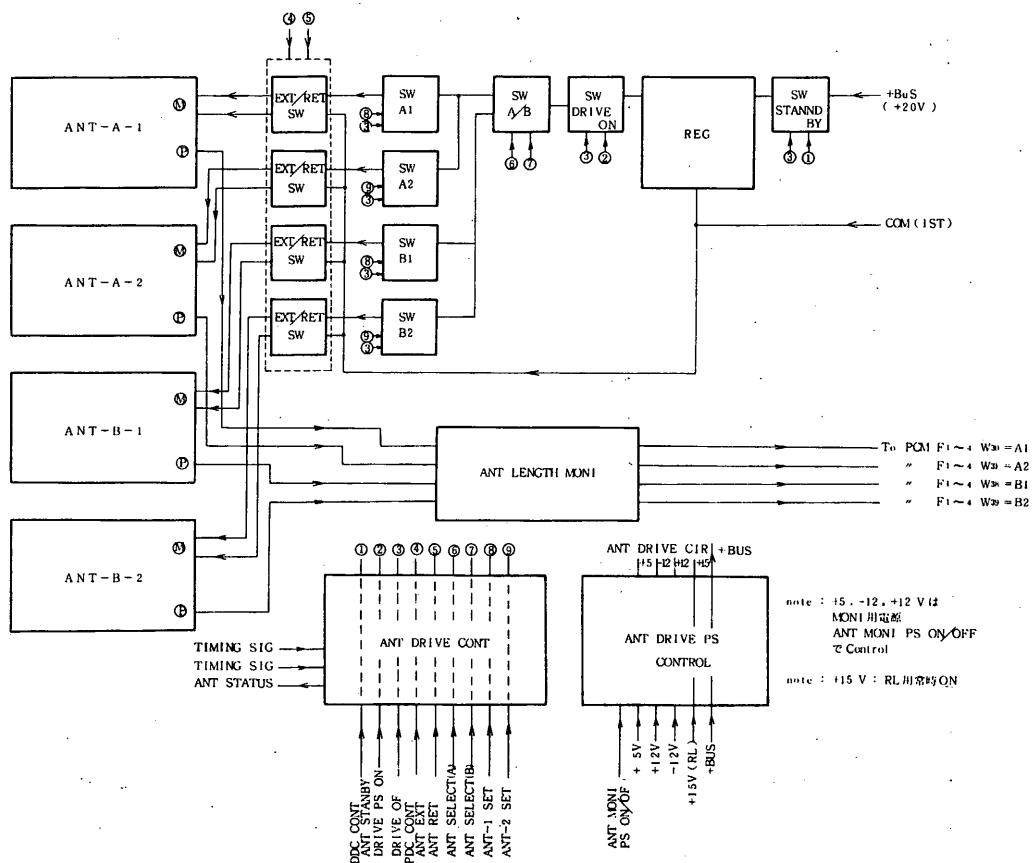 ④ ⑤
ANT-A-1
Ⓜ
Ⓟ
EXT/RET
SW
SW
A1
⑧
③
SW
A/B
⑥ ⑦
SW
DRIVE
ON
③ ②
REG
SW
STANND
BY
③ ①
+BuS
(+20V)
EXT/RET
SW
SW
A2
⑨
③
COM(1ST)
ANT-A-2
Ⓜ
Ⓟ
EXT/RET
SW
SW
B1
⑧
③
EXT/RET
SW
SW
B2
⑨
③
ANT-B-1
Ⓜ
Ⓟ
ANT LENGTH MONI
To PCM F1~4 W38=A1
〃 F1~4 W39=A2
〃 F1~4 W38=B1
〃 F1~4 W39=B2
ANT-B-2
Ⓜ
Ⓟ
① ② ③ ④ ⑤ ⑥ ⑦ ⑧ ⑨
ANT DRIVE CONT
TIMING SIG
TIMING SIG
ANT STATUS
DDC CONT
ANT STANBY
DRIVE PS ON
DRIVE OF
PDC CONT
ANT EXT
ANT RET
ANT SELECT(A)
ANT SELECT(B)
ANT-1 SET
ANT-2 SET
ANT DRIVE CIR
+5 -12 +12 +15
+BUS
ANT DRIVE PS
CONTROL
ANT MONI
PS ON/OF
+ 5V
+12V
-12V
+15V(RL)
+BUS
note : +5. -12. +12 Vは
MONI用電源
ANT MONI PS ON/OFF
でControl
note : +15 V : RL用常時ON